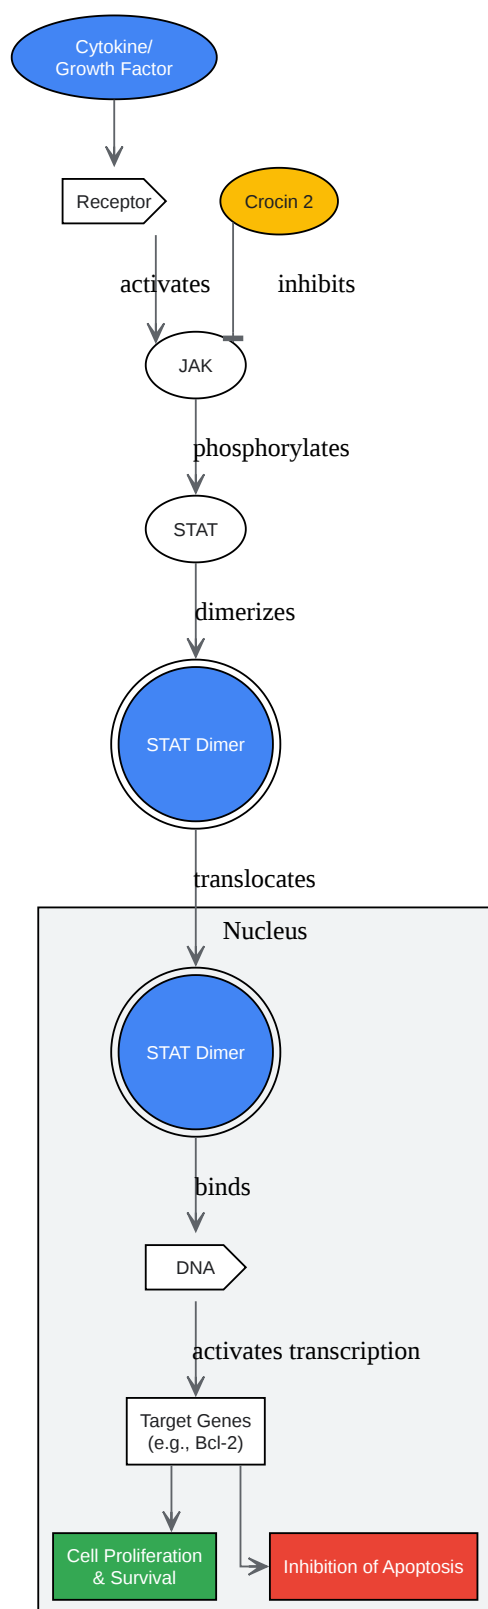 Cytokine/
Growth Factor
Receptor
Crocin 2
activates
inhibits
JAK
phosphorylates
STAT
dimerizes
STAT Dimer
translocates
Nucleus
STAT Dimer
binds
DNA
activates transcription
Target Genes
(e.g., Bcl-2)
Cell Proliferation
& Survival
Inhibition of Apoptosis